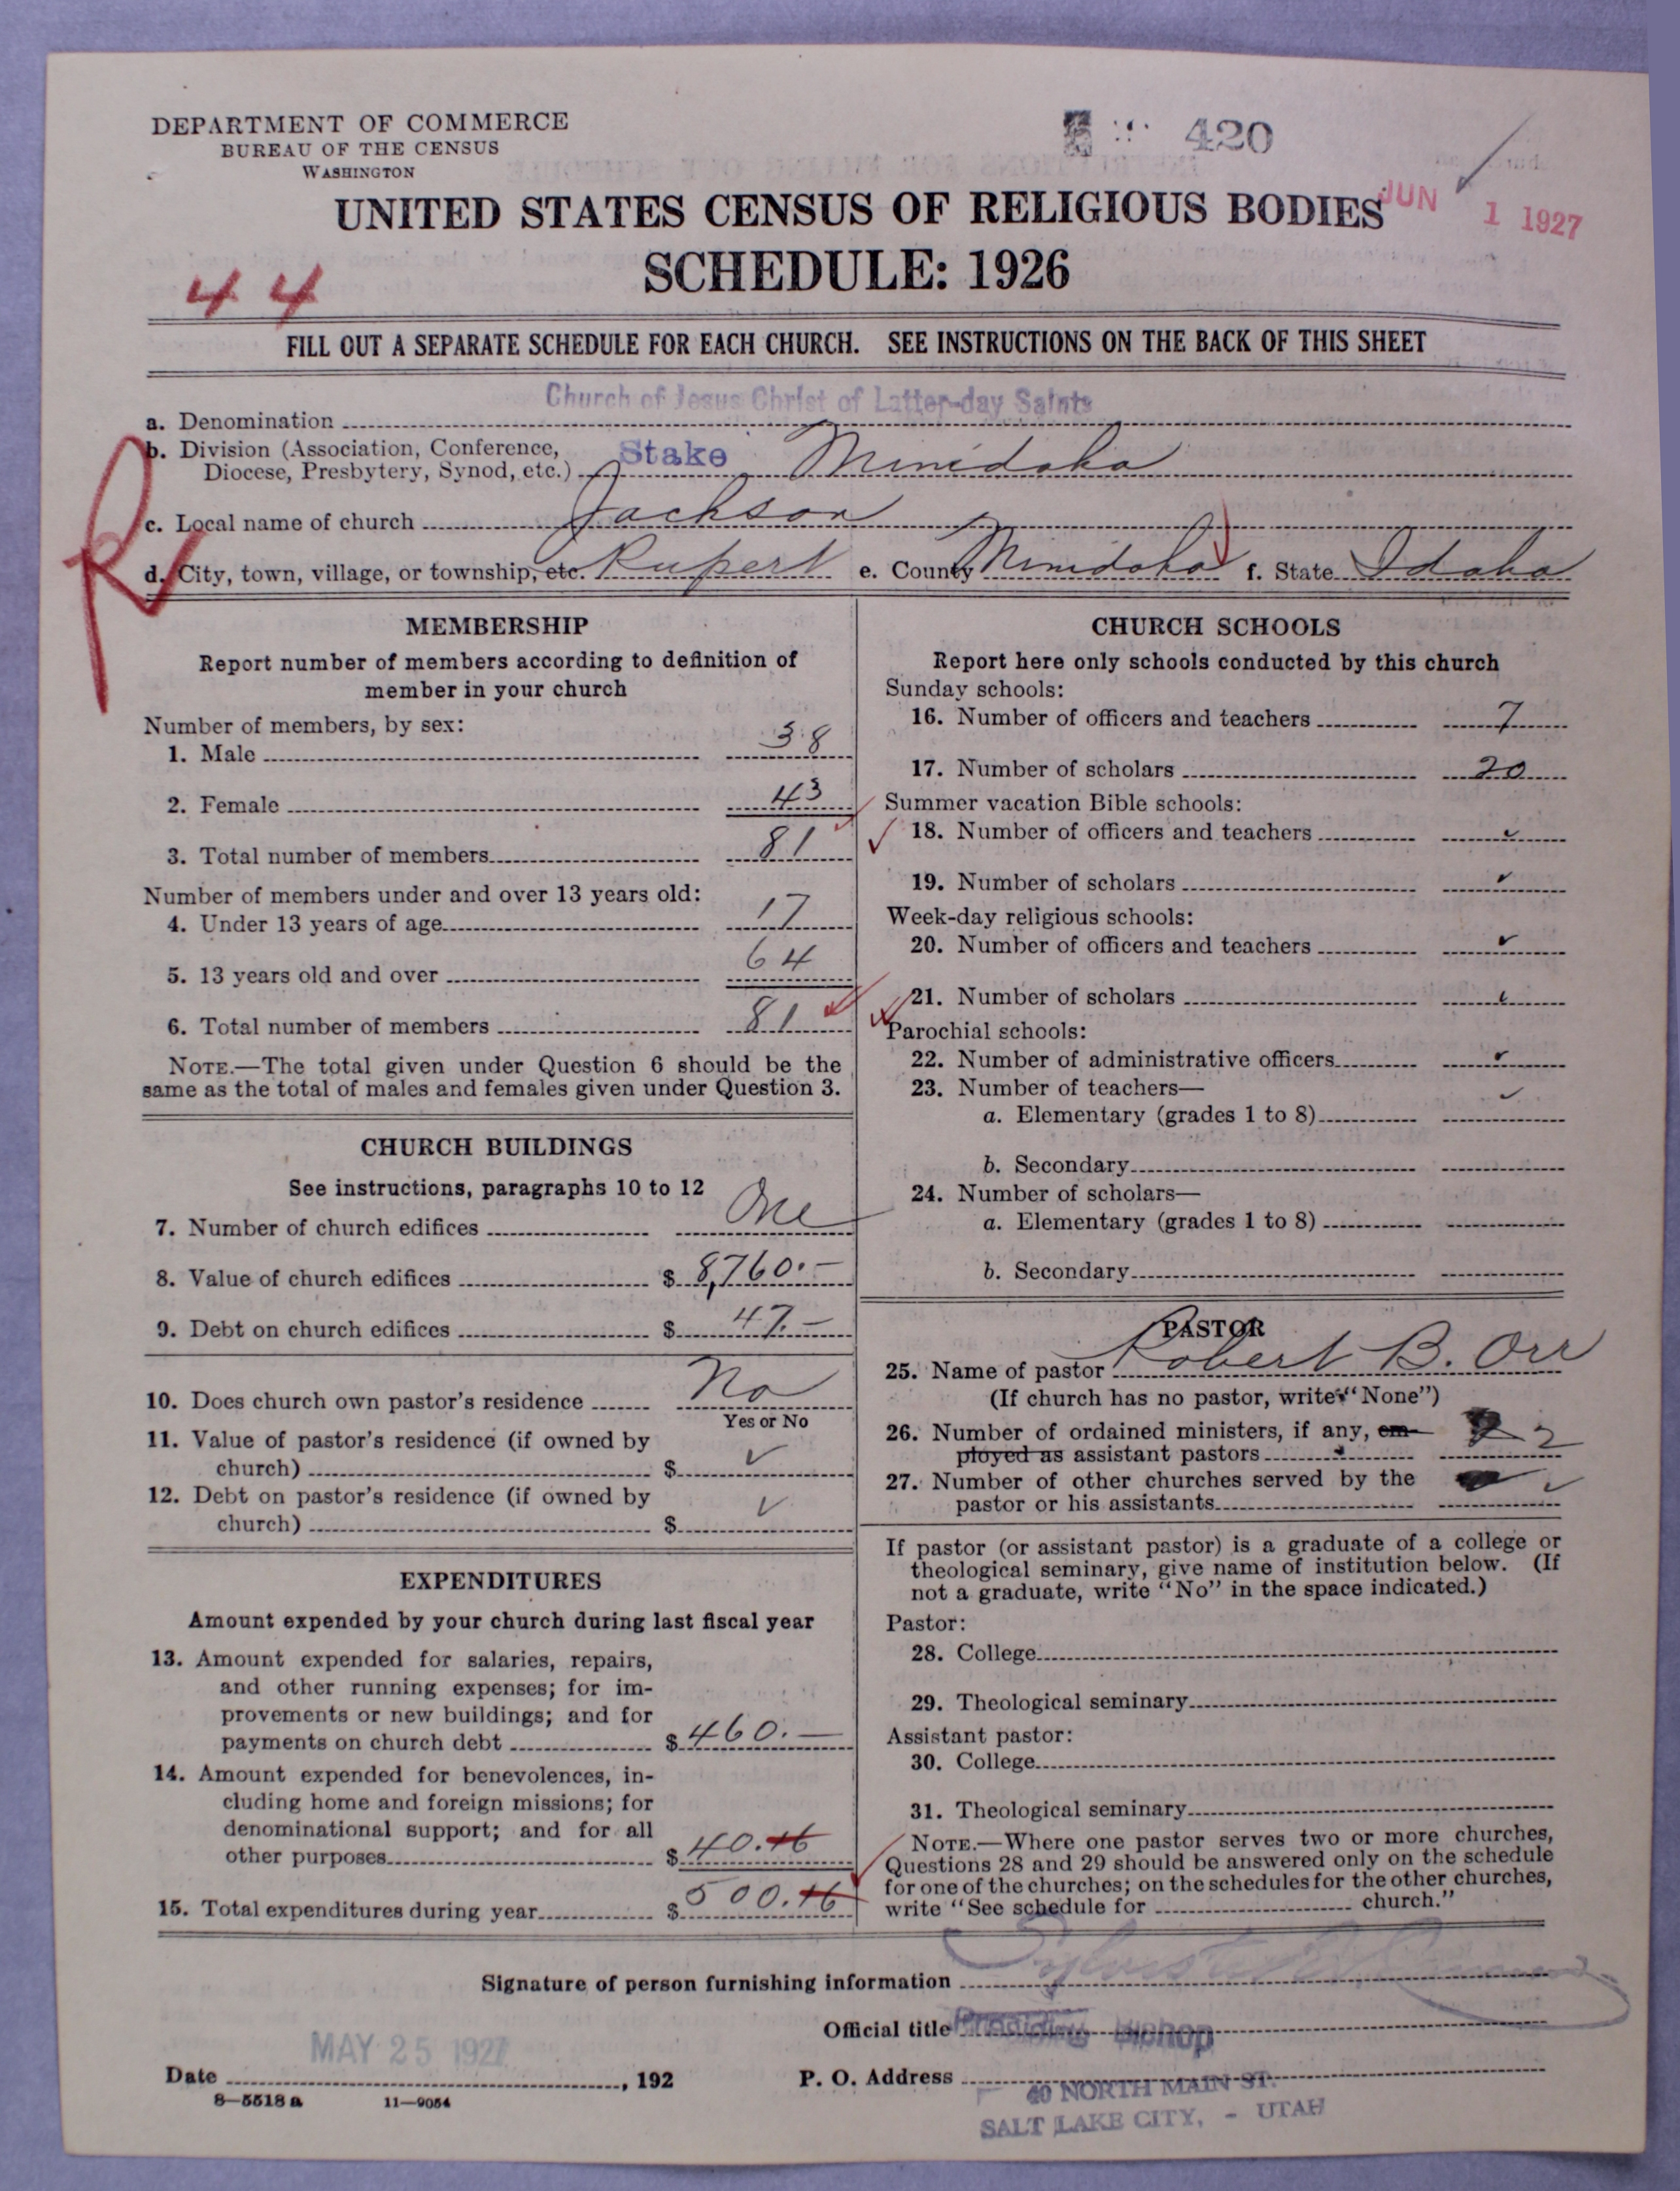 DEPARTMENT OF COMMERCE
BUREAU OF THE CENSUS
WASHINGTON
420
JUN 1 1927
UNITED STATES CENSUS OF RELIGIOUS BODIES
SCHEDULE: 1926
44
FILL OUT A SEPARATE SCHEDULE FOR EACH CHURCH. SEE INSTRUCTIONS ON THE BACK OF THIS SHEET
R
a. Denomination Church of Jesus Christ of Latter-day Saints
b. Division (Association, Conference,
Diocese, Presbytery, Synod, etc.) Stake Minidoka
c. Local name of church Jackson
d. City, town, village, or township, etc. Rupert e. County Minidoka f. State Idaho
MEMBERSHIP
Report number of members according to definition of
member in your church
Number of members, by sex:
1. Male 38
2. Female 43
3. Total number of members 81
Number of members under and over 13 years old:
4. Under 13 years of age 17
5. 13 years old and over 64
6. Total number of members 81
NOTE.—The total given under Question 6 should be the
same as the total of males and females given under Question 3.
CHURCH BUILDINGS
See instructions, paragraphs 10 to 12
7. Number of church edifices One
8. Value of church edifices $ 8,760.—
9. Debt on church edifices $ 47.—
10. Does church own pastor's residence No
Yes or No
11. Value of pastor's residence (if owned by
church) $ ✓
12. Debt on pastor's residence (if owned by
church) $ ✓
EXPENDITURES
Amount expended by your church during last fiscal year
13. Amount expended for salaries, repairs,
and other running expenses; for im-
provements or new buildings; and for
payments on church debt $ 460.—
14. Amount expended for benevolences, in-
cluding home and foreign missions; for
denominational support; and for all
other purposes $ 40.16
15. Total expenditures during year $ 500.16
CHURCH SCHOOLS
Report here only schools conducted by this church
Sunday schools:
16. Number of officers and teachers 7
17. Number of scholars 20
Summer vacation Bible schools:
18. Number of officers and teachers ✓
19. Number of scholars ✓
Week-day religious schools:
20. Number of officers and teachers ✓
21. Number of scholars ✓
Parochial schools:
22. Number of administrative officers ✓
23. Number of teachers— ✓
a. Elementary (grades 1 to 8)
b. Secondary
24. Number of scholars—
a. Elementary (grades 1 to 8)
b. Secondary
PASTOR
25. Name of pastor Robert B. Orr
(If church has no pastor, write "None")
26. Number of ordained ministers, if any, em-
ployed as assistant pastors 2
27. Number of other churches served by the
pastor or his assistants ✓
If pastor (or assistant pastor) is a graduate of a college or
theological seminary, give name of institution below. (If
not a graduate, write "No" in the space indicated.)
Pastor:
28. College
29. Theological seminary
Assistant pastor:
30. College
31. Theological seminary
NOTE.—Where one pastor serves two or more churches,
Questions 28 and 29 should be answered only on the schedule
for one of the churches; on the schedules for the other churches,
write "See schedule for church."
Signature of person furnishing information
Official title Presiding Bishop
MAY 25 1927
Date , 192
P. O. Address 40 NORTH MAIN ST.
SALT LAKE CITY, - UTAH
8—5518 a 11—9054